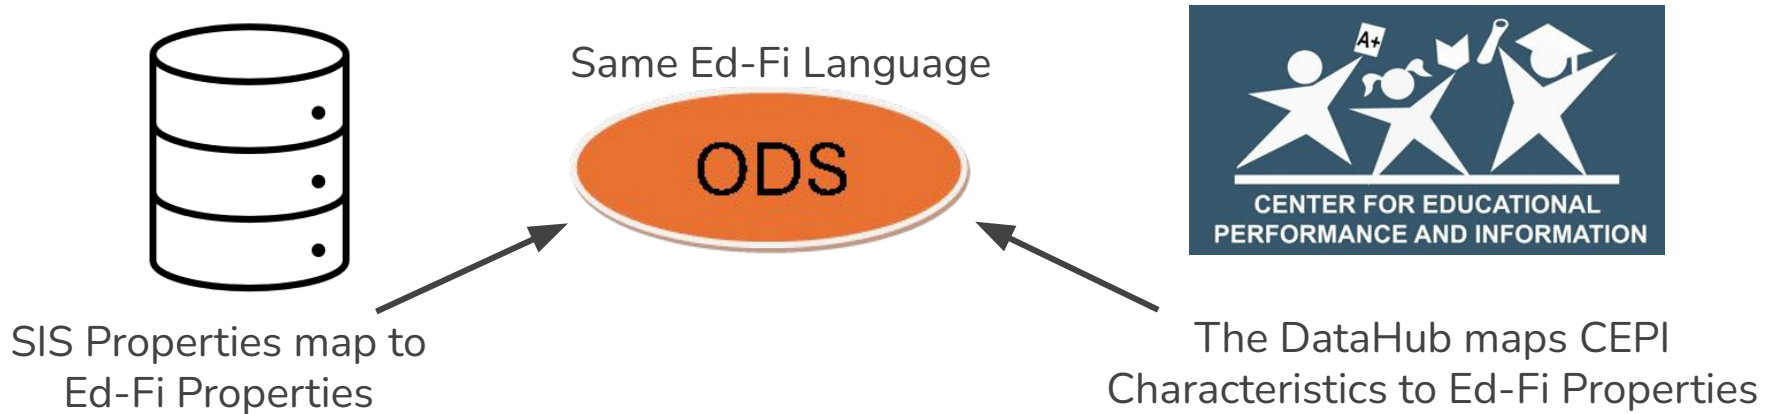 Same Ed-Fi Language
ODS
A+
CENTER FOR EDUCATIONAL
PERFORMANCE AND INFORMATION
SIS Properties map to
Ed-Fi Properties
The DataHub maps CEPI
Characteristics to Ed-Fi Properties